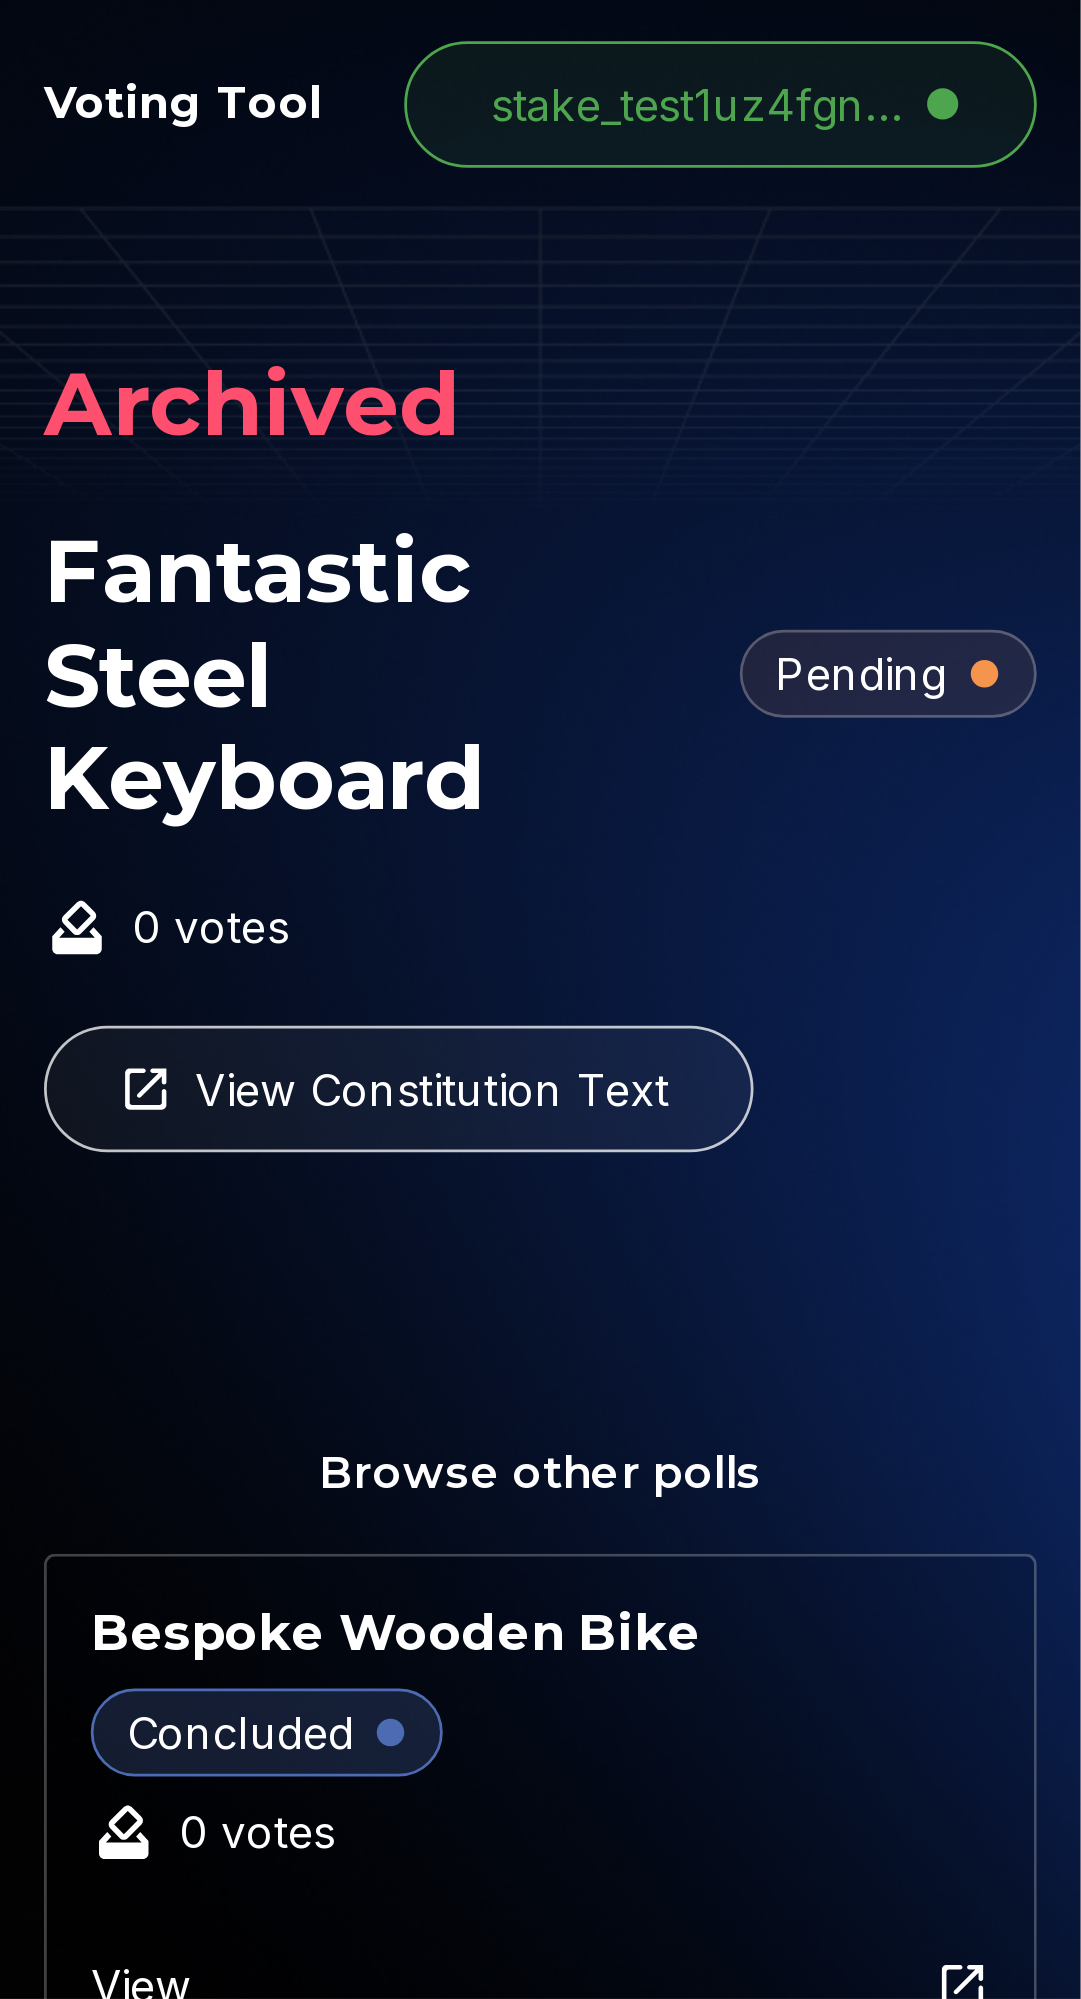 Voting Tool
stake_test1uz4fgn...
Archived
Fantastic
Steel
Keyboard
Pending
0 votes
View Constitution Text
Browse other polls
Bespoke Wooden Bike
Concluded
0 votes
View